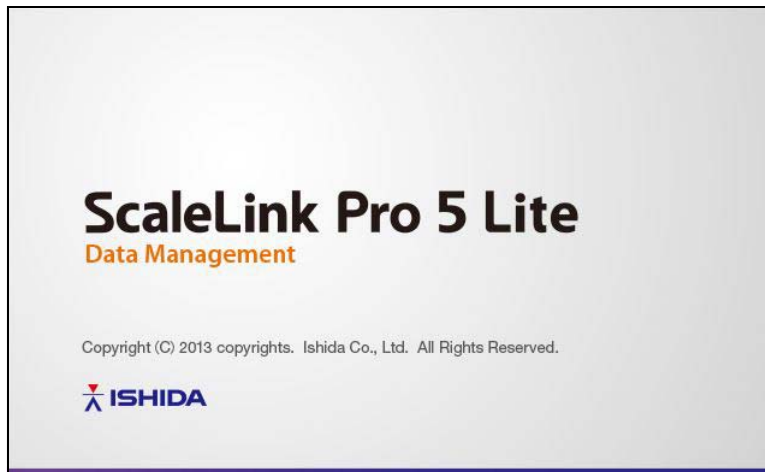 ScaleLink Pro 5 Lite
Data Management
Copyright (C) 2013 copyrights. Ishida Co., Ltd. All Rights Reserved.
ISHIDA